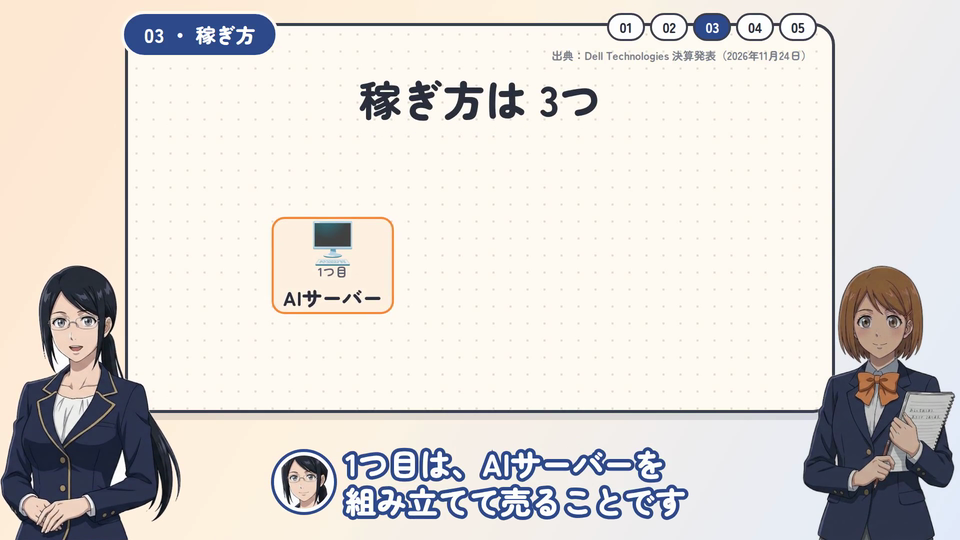 03 ・ 稼ぎ方
01 02 03 04 05
出典：Dell Technologies 決算発表（2026年11月24日）
稼ぎ方は 3つ
1つ目
AIサーバー
1つ目は、AIサーバーを
組み立てて売ることです